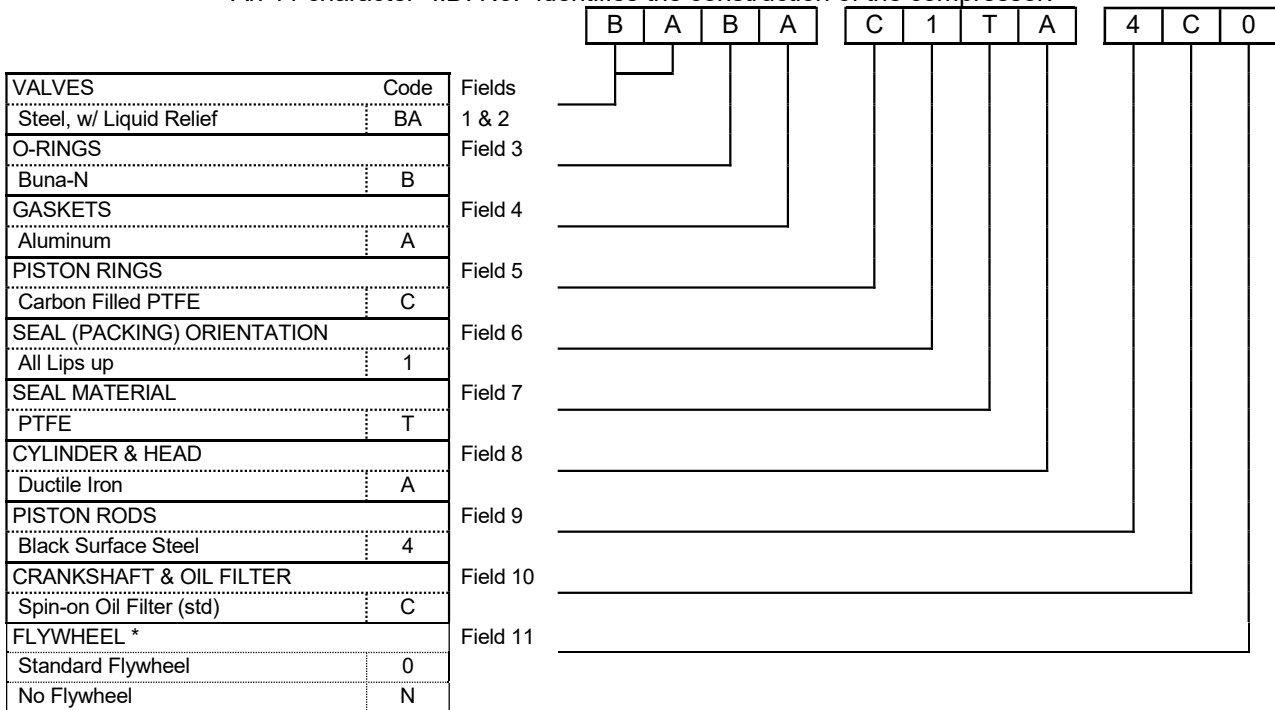 B A B A C 1 T A 4 C 0
VALVES Code Fields
Steel, w/ Liquid Relief BA 1 & 2
O-RINGS Field 3
Buna-N B
GASKETS Field 4
Aluminum A
PISTON RINGS Field 5
Carbon Filled PTFE C
SEAL (PACKING) ORIENTATION Field 6
All Lips up 1
SEAL MATERIAL Field 7
PTFE T
CYLINDER & HEAD Field 8
Ductile Iron A
PISTON RODS Field 9
Black Surface Steel 4
CRANKSHAFT & OIL FILTER Field 10
Spin-on Oil Filter (std) C
FLYWHEEL * Field 11
Standard Flywheel 0
No Flywheel N